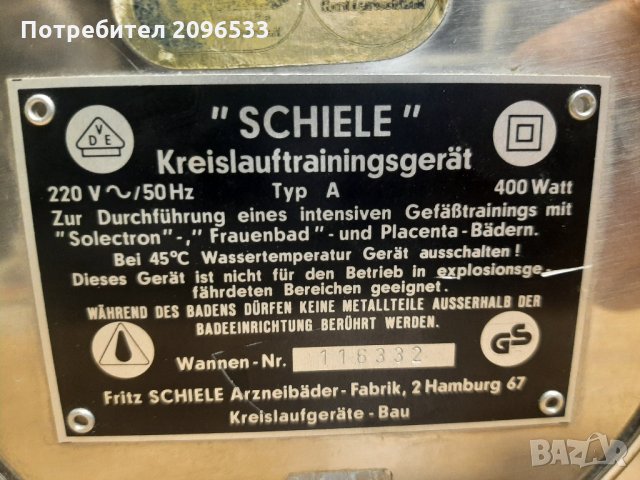 Потребител 2096533
VDE
"SCHIELE"
Kreislauftrainingsgerät
220 V ~/50Hz Typ A 400 Watt
Zur Durchführung eines intensiven Gefäßtrainings mit
"Solectron"-,"Frauenbad"-und Placenta-Bädern.
Bei 45°C Wassertemperatur Gerät ausschalten!
Dieses Gerät ist nicht für den Betrieb in explosionsge-
fährdeten Bereichen geeignet.
WÄHREND DES BADENS DÜRFEN KEINE METALLTEILE AUSSERHALB DER
BADEEINRICHTUNG BERÜHRT WERDEN.
GS
Wannen-Nr. 116332
Fritz SCHIELE Arzneibäder-Fabrik, 2 Hamburg 67
Kreislaufgeräte-Bau
BAZAR